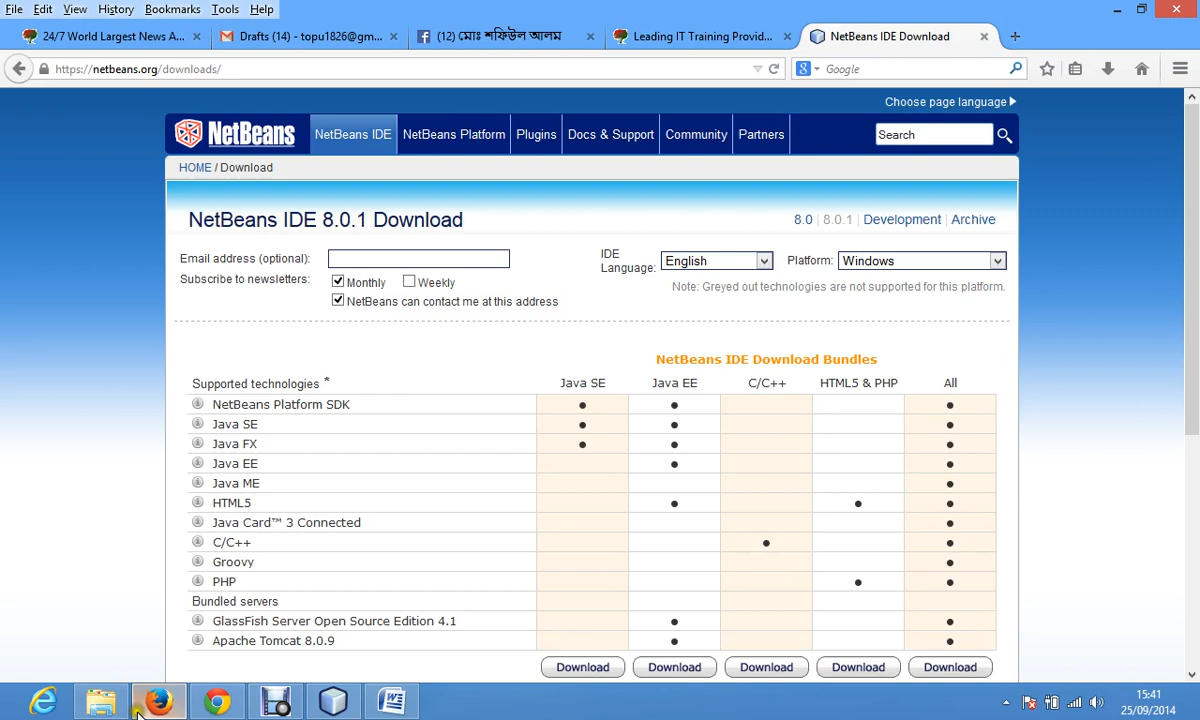 File Edit View History Bookmarks Tools Help
24/7 World Largest News A... × Drafts (14) - topu1826@gm... × (12) মোঃ শফিউল আলম × Leading IT Training Provid... × NetBeans IDE Download ×
https://netbeans.org/downloads/ Google
Choose page language
NetBeans NetBeans IDE NetBeans Platform Plugins Docs & Support Community Partners Search
HOME / Download
NetBeans IDE 8.0.1 Download 8.0 | 8.0.1 | Development | Archive
Email address (optional): IDE Language: English Platform: Windows
Subscribe to newsletters: Monthly Weekly
Note: Greyed out technologies are not supported for this platform.
NetBeans can contact me at this address
NetBeans IDE Download Bundles
Supported technologies * Java SE Java EE C/C++ HTML5 & PHP All
NetBeans Platform SDK • • •
Java SE • • •
Java FX • • •
Java EE • •
Java ME •
HTML5 • • •
Java Card™ 3 Connected •
C/C++ • •
Groovy •
PHP • •
Bundled servers
GlassFish Server Open Source Edition 4.1 • •
Apache Tomcat 8.0.9 • •
Download Download Download Download Download
15:41
25/09/2014